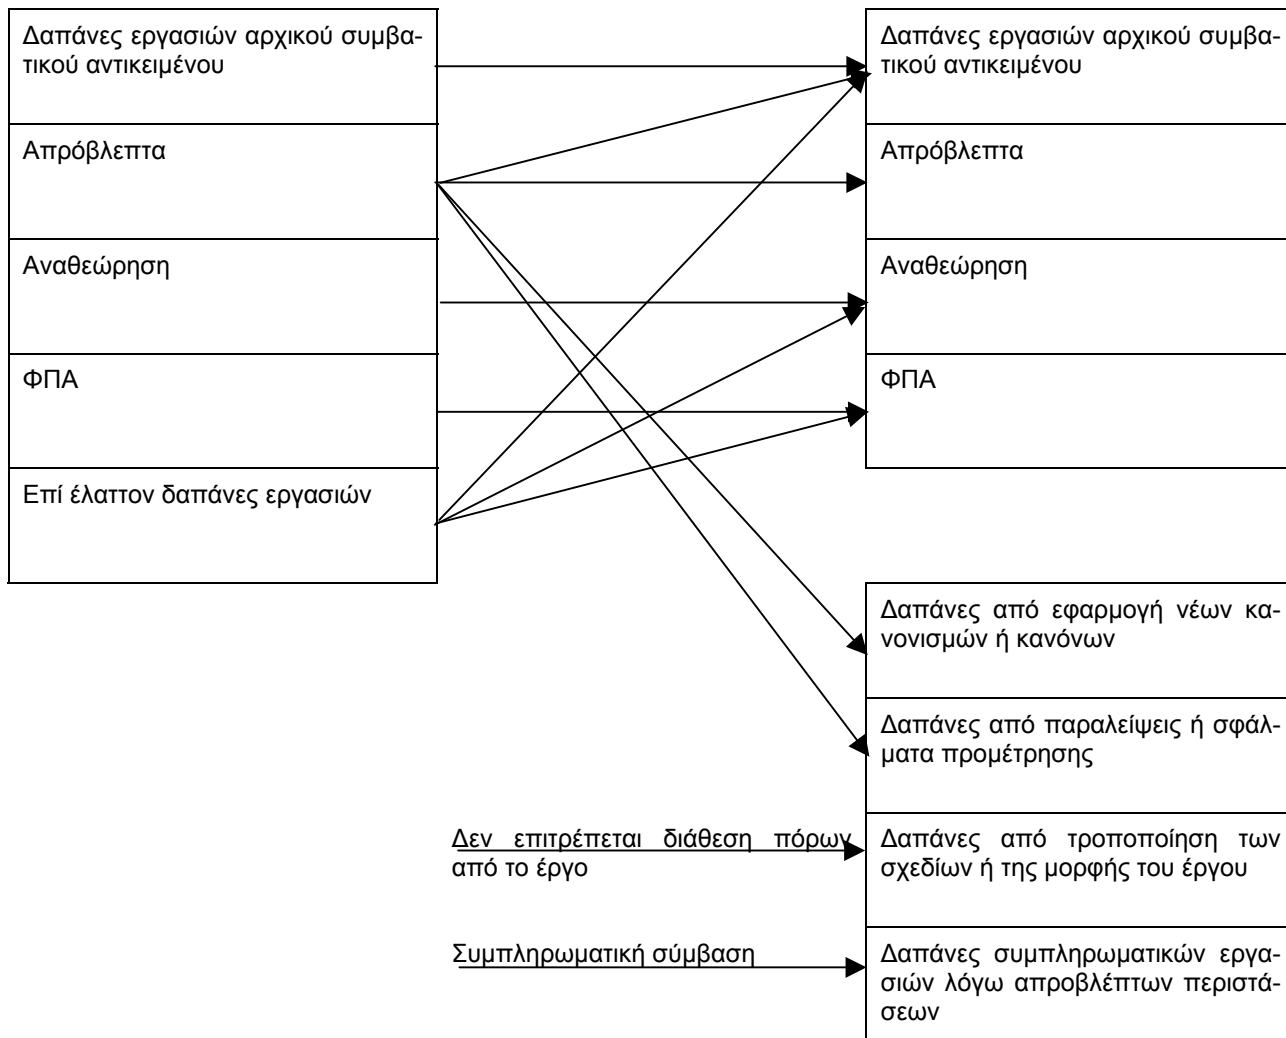 Δαπάνες εργασιών αρχικού συμβα-
τικού αντικειμένου
Απρόβλεπτα
Αναθεώρηση
ΦΠΑ
Επί έλαττον δαπάνες εργασιών
Δαπάνες εργασιών αρχικού συμβα-
τικού αντικειμένου
Απρόβλεπτα
Αναθεώρηση
ΦΠΑ
Δαπάνες από εφαρμογή νέων κα-
νονισμών ή κανόνων
Δαπάνες από παραλείψεις ή σφάλ-
ματα προμέτρησης
Δεν επιτρέπεται διάθεση πόρων
από το έργο
Δαπάνες από τροποποίηση των
σχεδίων ή της μορφής του έργου
Συμπληρωματική σύμβαση
Δαπάνες συμπληρωματικών εργα-
σιών λόγω απροβλέπτων περιστά-
σεων